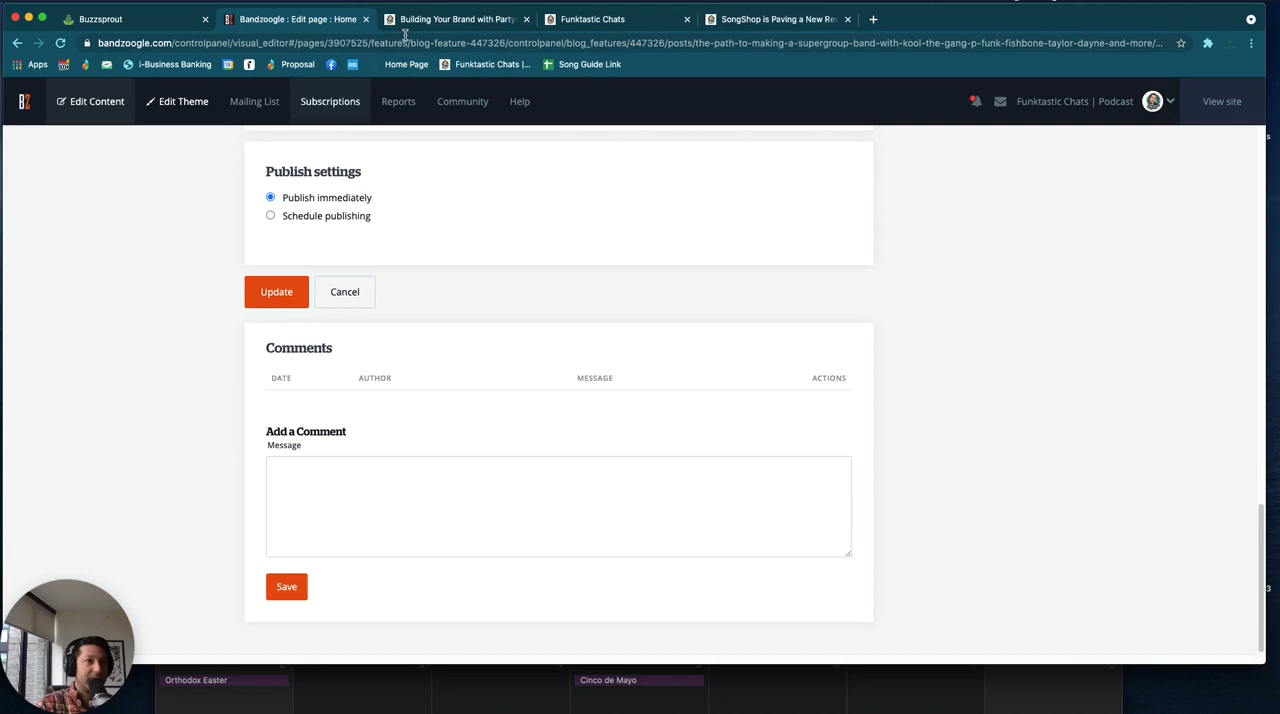 Buzzsprout
Bandzoogle : Edit page : Home
Building Your Brand with Party
Funktastic Chats
SongShop is Paving a New Rev
bandzoogle.com/controlpanel/visual_editor#/pages/3907525/features/blog-feature-447326/controlpanel/blog_features/447326/posts/the-path-to-making-a-supergroup-band-with-kool-the-gang-p-funk-fishbone-taylor-dayne-and-more/...
Apps
i-Business Banking
Proposal
Home Page
Funktastic Chats |...
Song Guide Link
BZ
Edit Content
Edit Theme
Mailing List
Subscriptions
Reports
Community
Help
Funktastic Chats | Podcast
View site
Publish settings
Publish immediately
Schedule publishing
Update
Cancel
Comments
DATE
AUTHOR
MESSAGE
ACTIONS
Add a Comment
Message
Save
Orthodox Easter
Cinco de Mayo